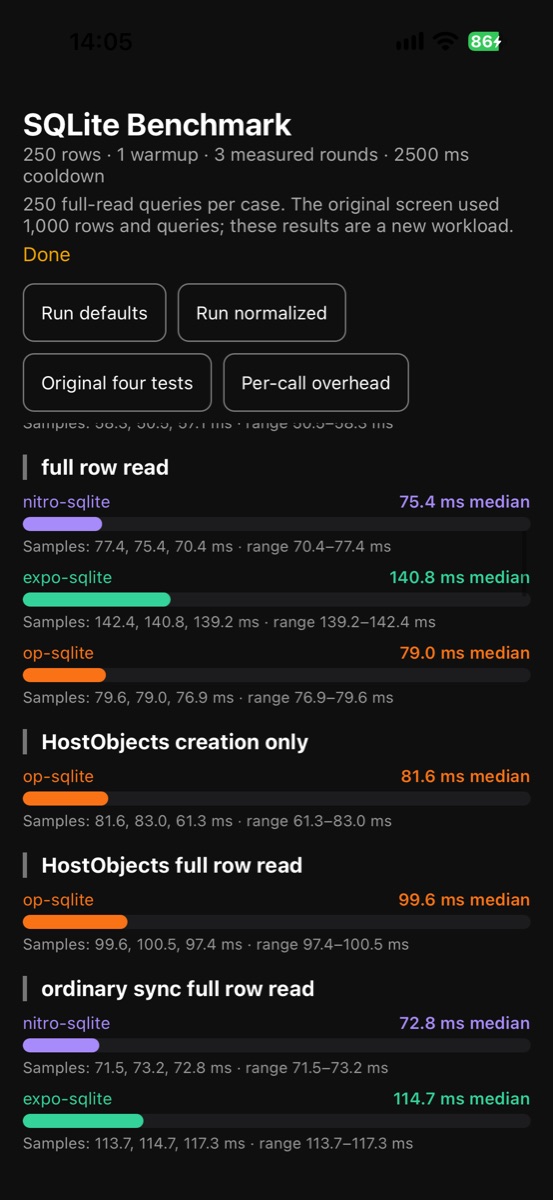 14:05
86
SQLite Benchmark
250 rows · 1 warmup · 3 measured rounds · 2500 ms
cooldown
250 full-read queries per case. The original screen used
1,000 rows and queries; these results are a new workload.
Done
Run defaults
Run normalized
Original four tests
Per-call overhead
full row read
nitro-sqlite
75.4 ms median
Samples: 77.4, 75.4, 70.4 ms · range 70.4–77.4 ms
expo-sqlite
140.8 ms median
Samples: 142.4, 140.8, 139.2 ms · range 139.2–142.4 ms
op-sqlite
79.0 ms median
Samples: 79.6, 79.0, 76.9 ms · range 76.9–79.6 ms
HostObjects creation only
op-sqlite
81.6 ms median
Samples: 81.6, 83.0, 61.3 ms · range 61.3–83.0 ms
HostObjects full row read
op-sqlite
99.6 ms median
Samples: 99.6, 100.5, 97.4 ms · range 97.4–100.5 ms
ordinary sync full row read
nitro-sqlite
72.8 ms median
Samples: 71.5, 73.2, 72.8 ms · range 71.5–73.2 ms
expo-sqlite
114.7 ms median
Samples: 113.7, 114.7, 117.3 ms · range 113.7–117.3 ms